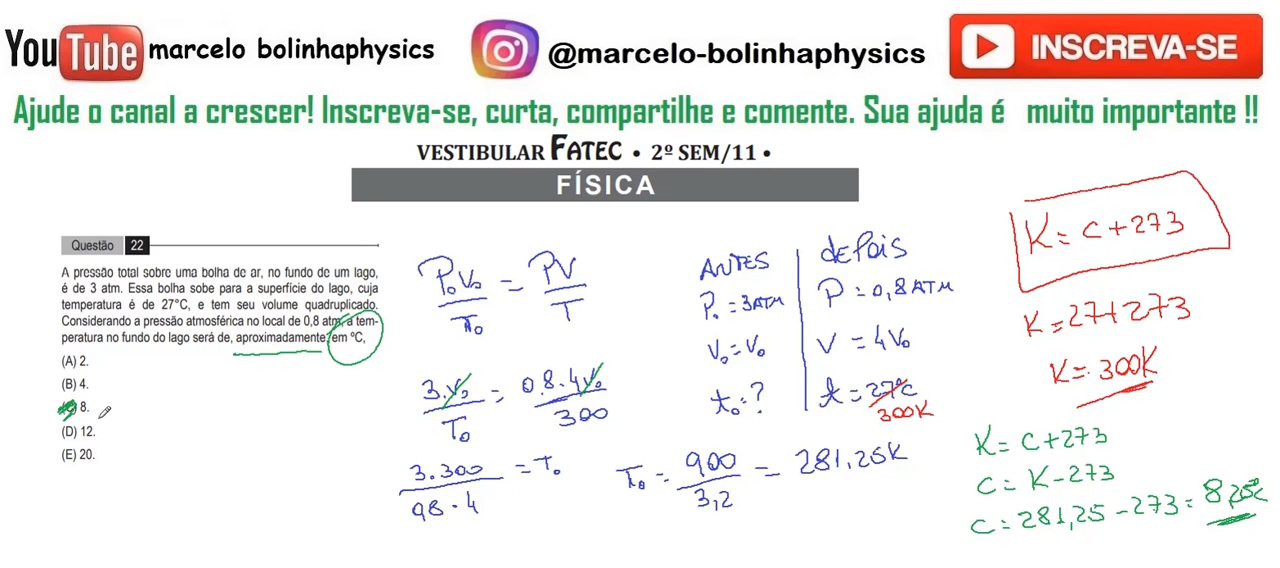 YouTube marcelo bolinhaphysics
@marcelo-bolinhaphysics
INSCREVA-SE
Ajude o canal a crescer! Inscreva-se, curta, compartilhe e comente. Sua ajuda é muito importante !!
VESTIBULAR FATEC • 2º SEM/11 •
FÍSICA
Questão 22
A pressão total sobre uma bolha de ar, no fundo de um lago,
é de 3 atm. Essa bolha sobe para a superfície do lago, cuja
temperatura é de 27°C, e tem seu volume quadruplicado.
Considerando a pressão atmosférica no local de 0,8 atm, a tem-
peratura no fundo do lago será de, aproximadamente, em ºC,
(A) 2.
(B) 4.
8.
(D) 12.
(E) 20.
P₀V₀/T₀ = PV/T
3.V₀/T₀ = 0,8.4V₀/300
3.300/0,8.4 = T₀
ANTES
P₀ = 3ATM
V₀ = V₀
t₀ = ?
dEPOIS
P = 0,8 ATM
V = 4V₀
t = 27°C
300K
T₀ = 900/3,2 = 281,25K
K = C + 273
K = 27 + 273
K = 300K
K = C + 273
C = K - 273
C = 281,25 - 273 = 8,25°C